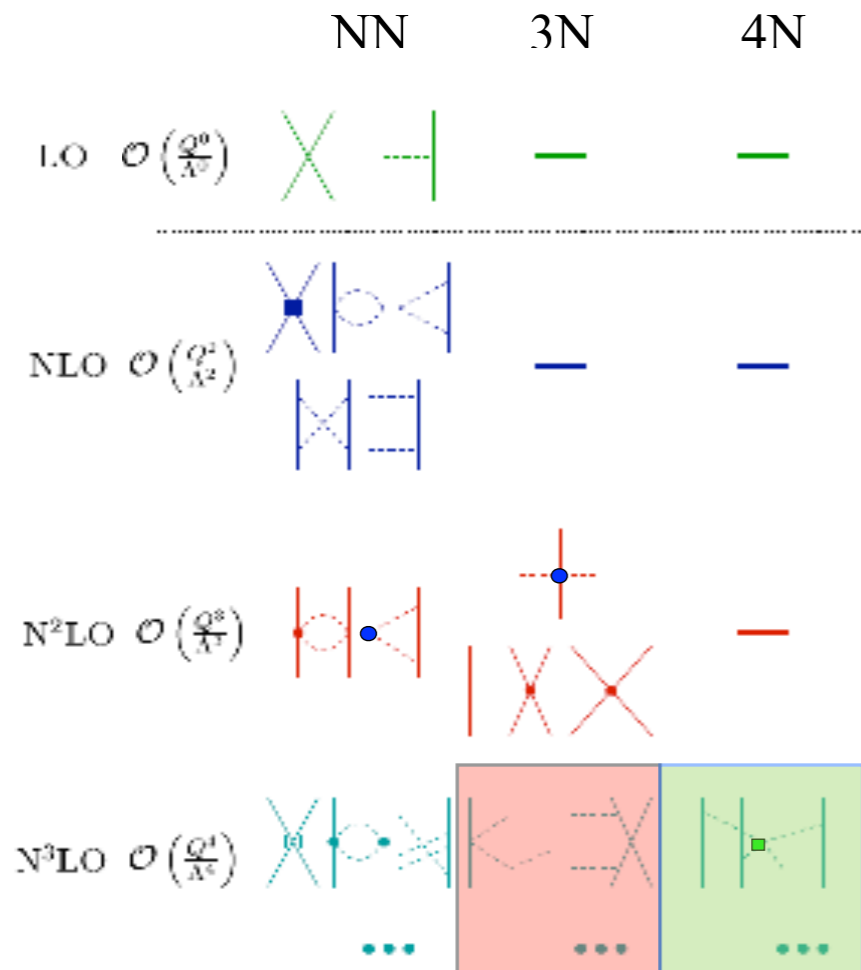 NN 3N 4N
LO 𝒪(Q⁰/Λ⁰)
NLO 𝒪(Q²/Λ²)
N²LO 𝒪(Q³/Λ³)
N³LO 𝒪(Q⁴/Λ⁴)